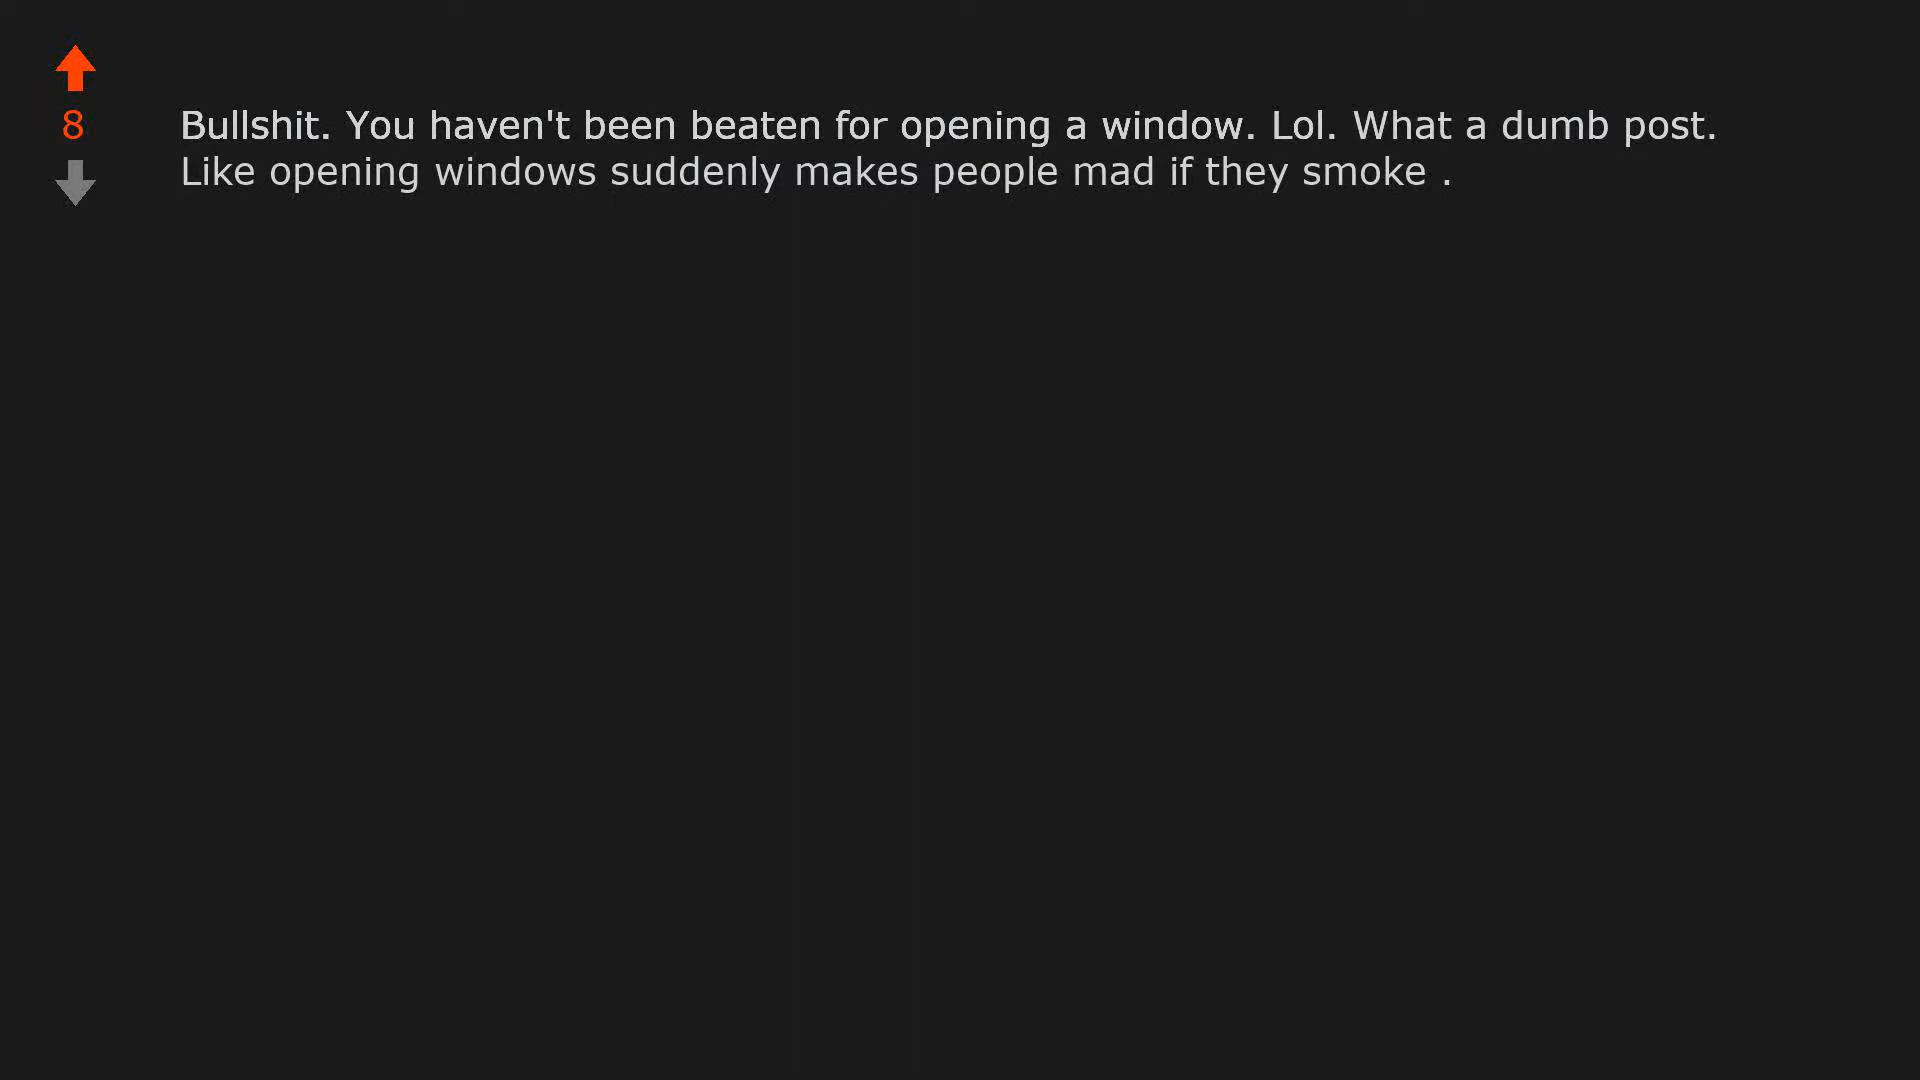 8
Bullshit. You haven't been beaten for opening a window. Lol. What a dumb post.
Like opening windows suddenly makes people mad if they smoke .